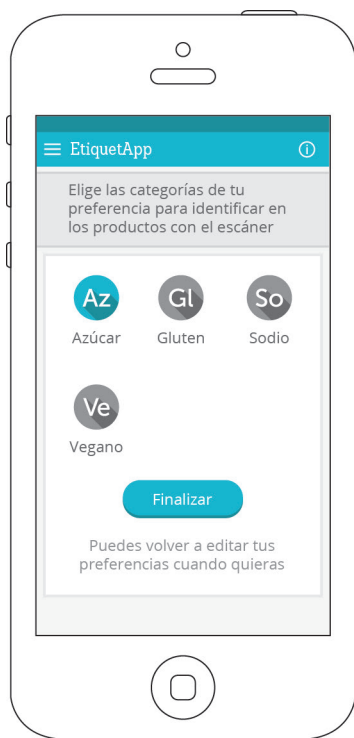 EtiquetApp
Elige las categorías de tu
preferencia para identificar en
los productos con el escáner
Az Gl So
Azúcar Gluten Sodio
Ve
Vegano
Finalizar
Puedes volver a editar tus
preferencias cuando quieras